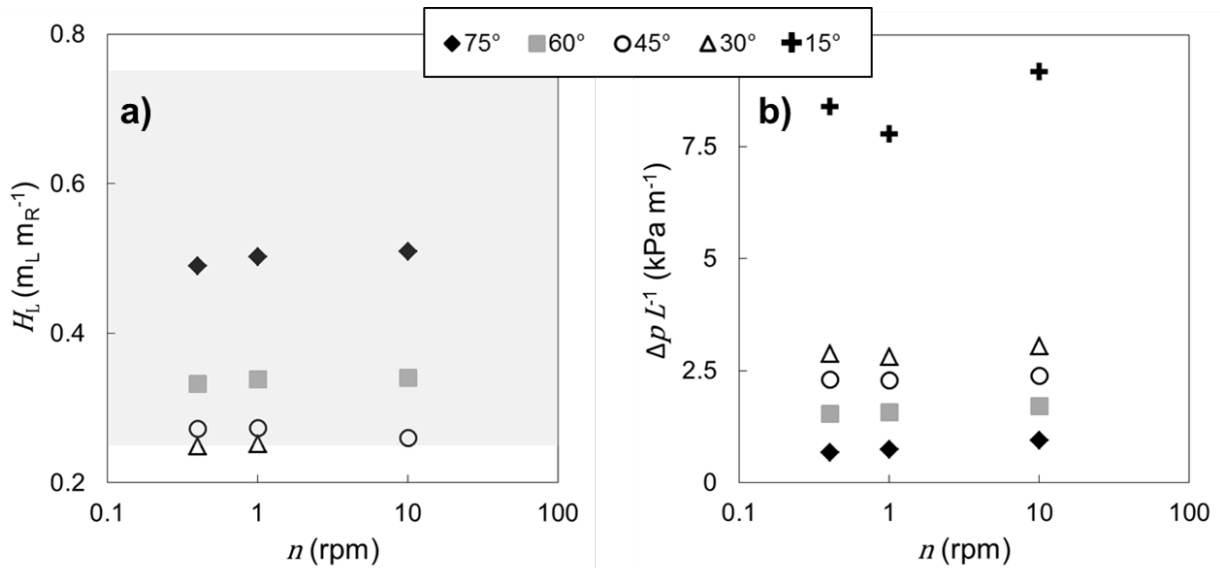 75° 60° 45° 30° 15°
a)
0.8
0.6
0.4
0.2
H_L (m_L m_R^-1)
0.1 1 10 100
n (rpm)
b)
7.5
5
2.5
0
Δp L^-1 (kPa m^-1)
0.1 1 10 100
n (rpm)